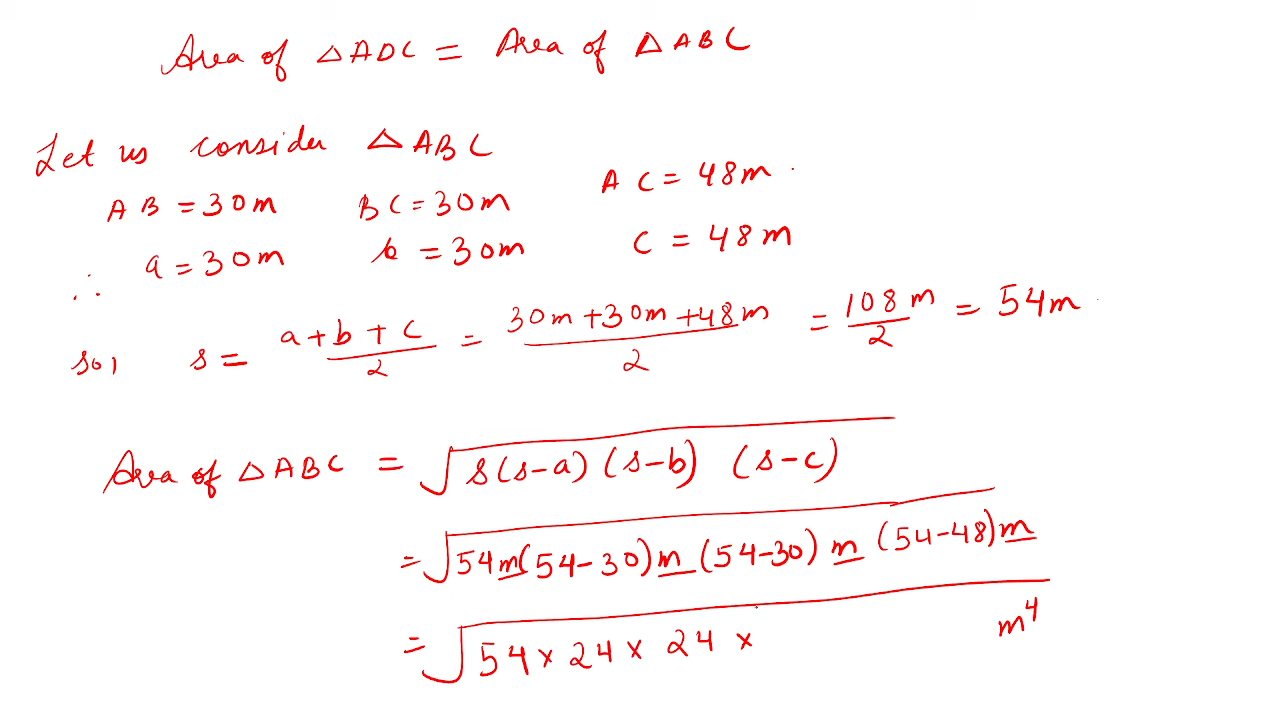 Area of △ADC = Area of △ABC
Let us consider △ABC
AB = 30m BC = 30m AC = 48m
∴ a = 30m b = 30m c = 48m
so, s = (a+b+c)/2 = (30m+30m+48m)/2 = 108m/2 = 54m
Area of △ABC = √(s(s-a)(s-b)(s-c))
= √(54m(54-30)m(54-30)m(54-48)m)
= √(54×24×24× m⁴)